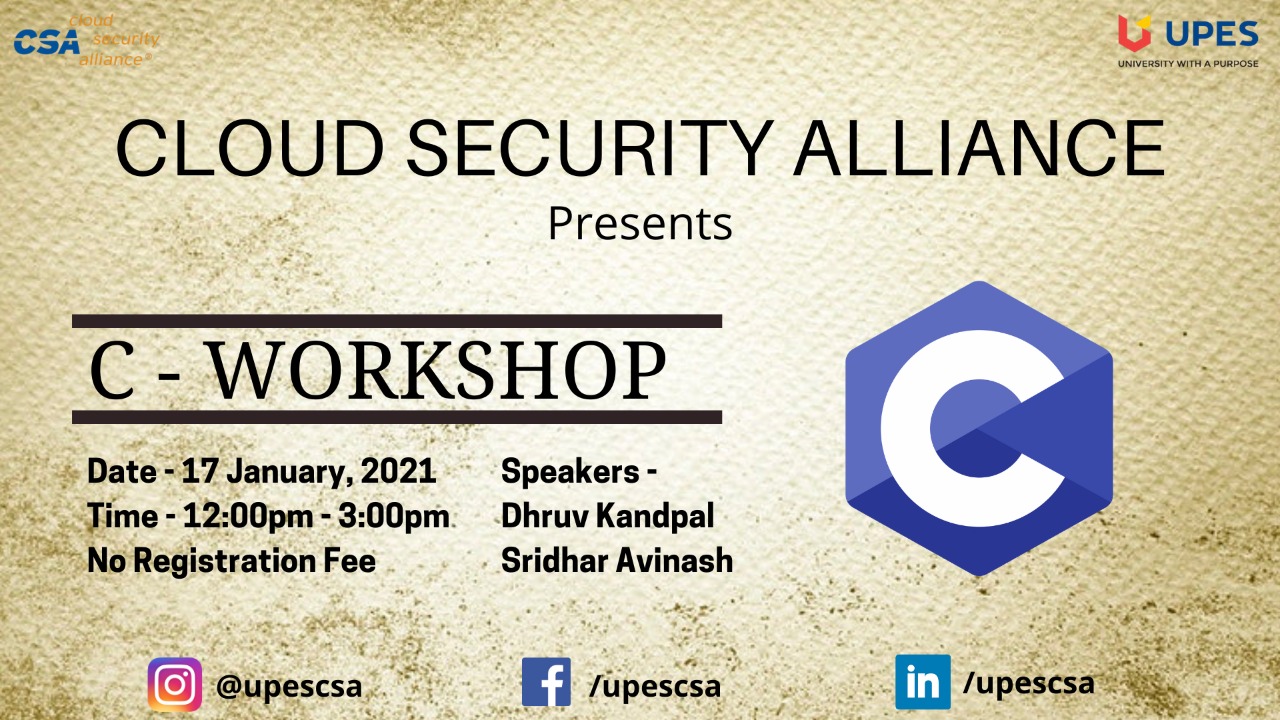 cloud
CSA security
alliance®
UPES
UNIVERSITY WITH A PURPOSE
CLOUD SECURITY ALLIANCE
Presents
C - WORKSHOP
Date - 17 January, 2021
Time - 12:00pm - 3:00pm
No Registration Fee
Speakers -
Dhruv Kandpal
Sridhar Avinash
C
@upescsa
/upescsa
in /upescsa